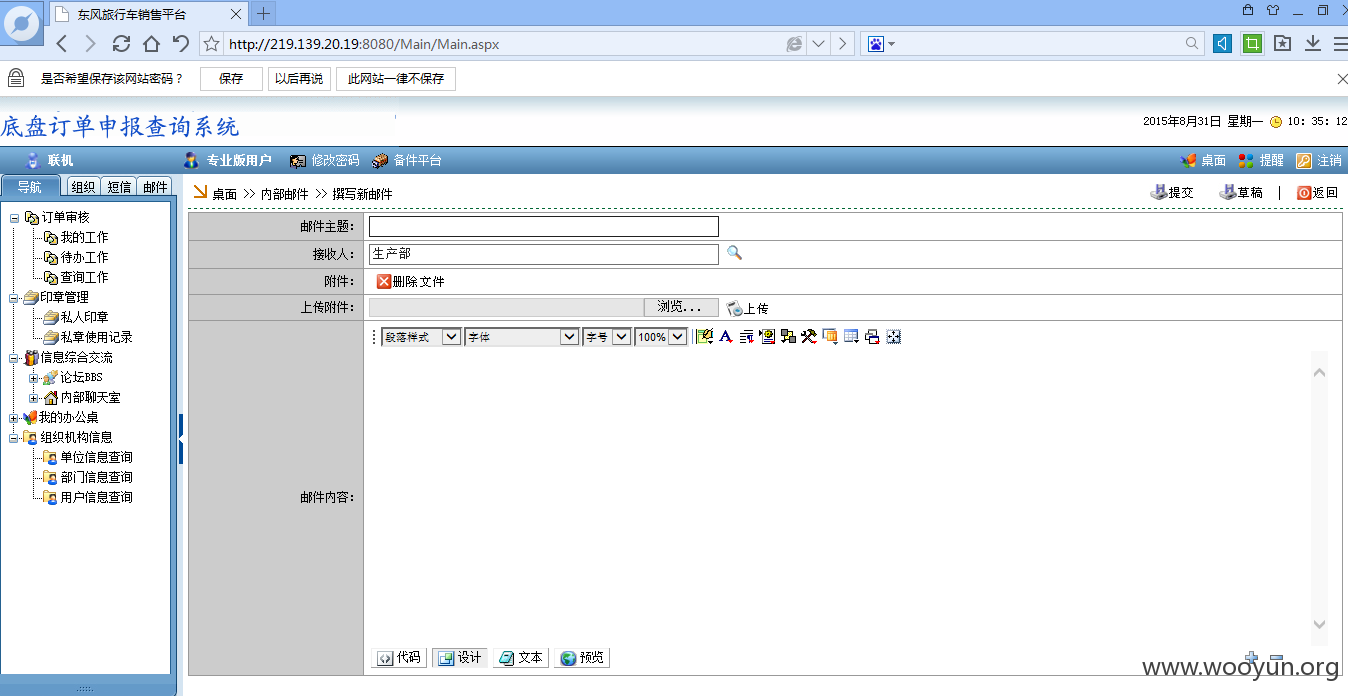 东风旅行车销售平台
http://219.139.20.19:8080/Main/Main.aspx
是否希望保存该网站密码？ 保存 以后再说 此网站一律不保存
底盘订单申报查询系统
2015年8月31日 星期一 10：35：12
联机 专业版用户 修改密码 备件平台 桌面 提醒 注销
导航 组织 短信 邮件
桌面 >> 内部邮件 >> 撰写新邮件 提交 草稿 | 返回
订单审核
我的工作
待办工作
查询工作
印章管理
私人印章
私章使用记录
信息综合交流
论坛BBS
内部聊天室
我的办公桌
组织机构信息
单位信息查询
部门信息查询
用户信息查询
邮件主题：
接收人： 生产部
附件： 删除文件
上传附件： 浏览... 上传
段落样式 字体 字号 100%
邮件内容：
代码 设计 文本 预览
www.wooyun.org